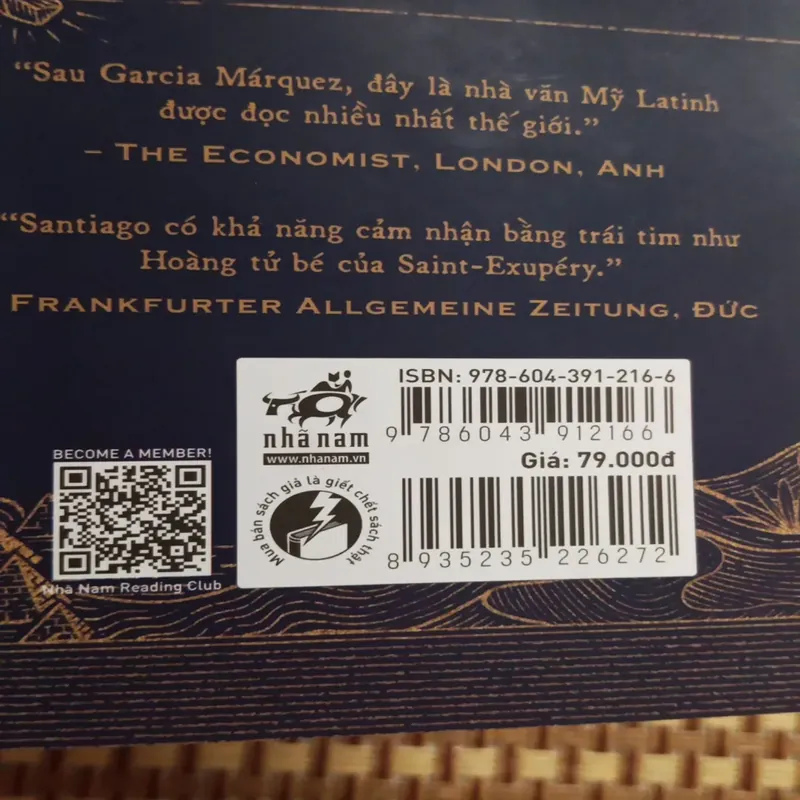 “Sau Garcia Márquez, đây là nhà văn Mỹ Latinh
được đọc nhiều nhất thế giới.”
– THE ECONOMIST, LONDON, ANH
“Santiago có khả năng cảm nhận bằng trái tim như
Hoàng tử bé của Saint-Exupéry.”
FRANKFURTER ALLGEMEINE ZEITUNG, ĐỨC
BECOME A MEMBER!
Nha Nam Reading Club
nhã nam
www.nhanam.vn
Mua bán sách giả là giết chết sách thật
ISBN: 978-604-391-216-6
9 786043 912166
Giá: 79.000đ
8 935235 226272